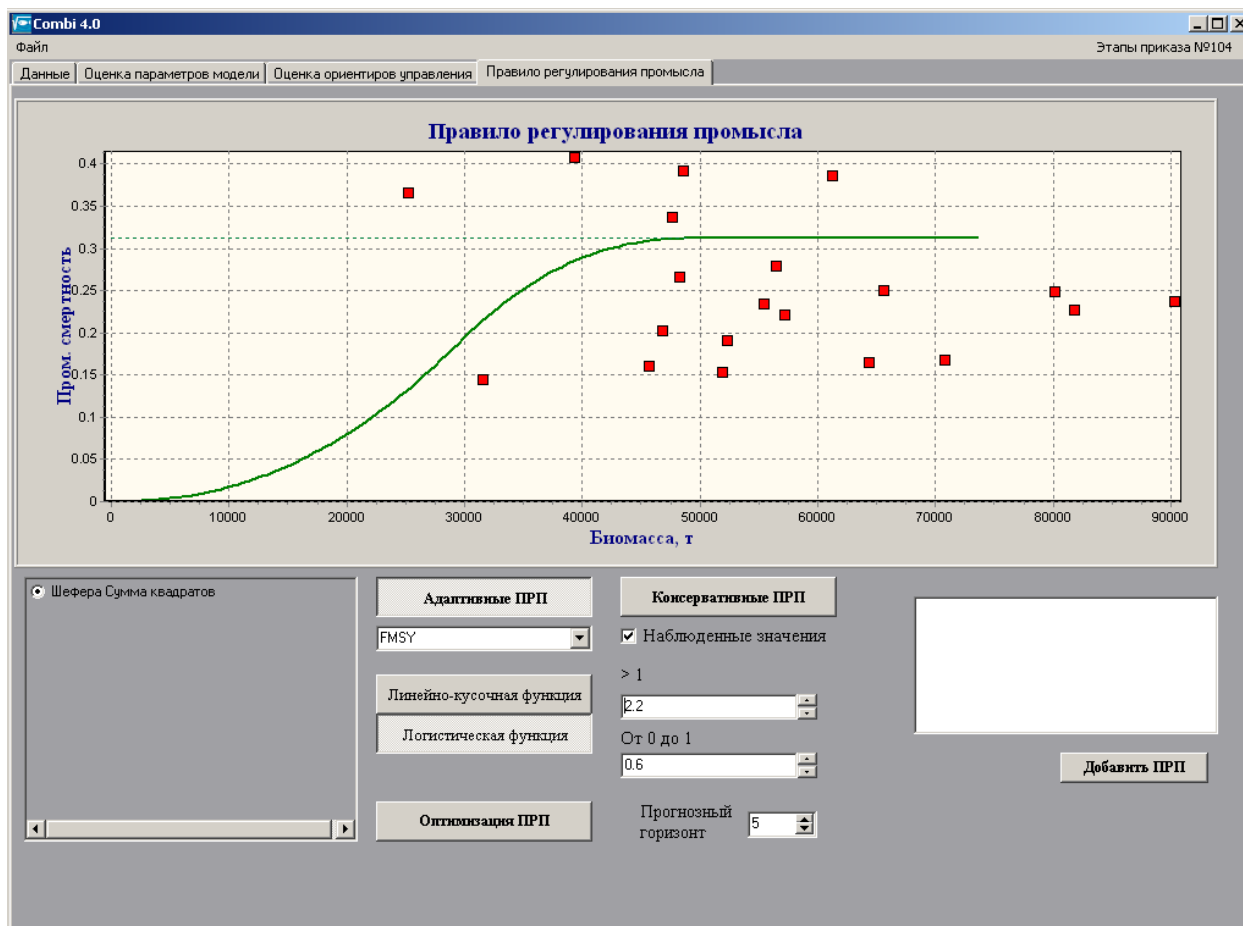 Combi 4.0
Файл
Этапы приказа №104
Данные
Оценка параметров модели
Оценка ориентиров управления
Правило регулирования промысла
Правило регулирования промысла
Пром. смертность
0.4
0.35
0.3
0.25
0.2
0.15
0.1
0.05
0
0 10000 20000 30000 40000 50000 60000 70000 80000 90000
Биомасса, т
Шефера Сумма квадратов
Адаптивные ПРП
FMSY
Линейно-кусочная функция
Логистическая функция
Оптимизация ПРП
Консервативные ПРП
Наблюденные значения
> 1
2.2
От 0 до 1
0.6
Прогнозный
горизонт
5
Добавить ПРП